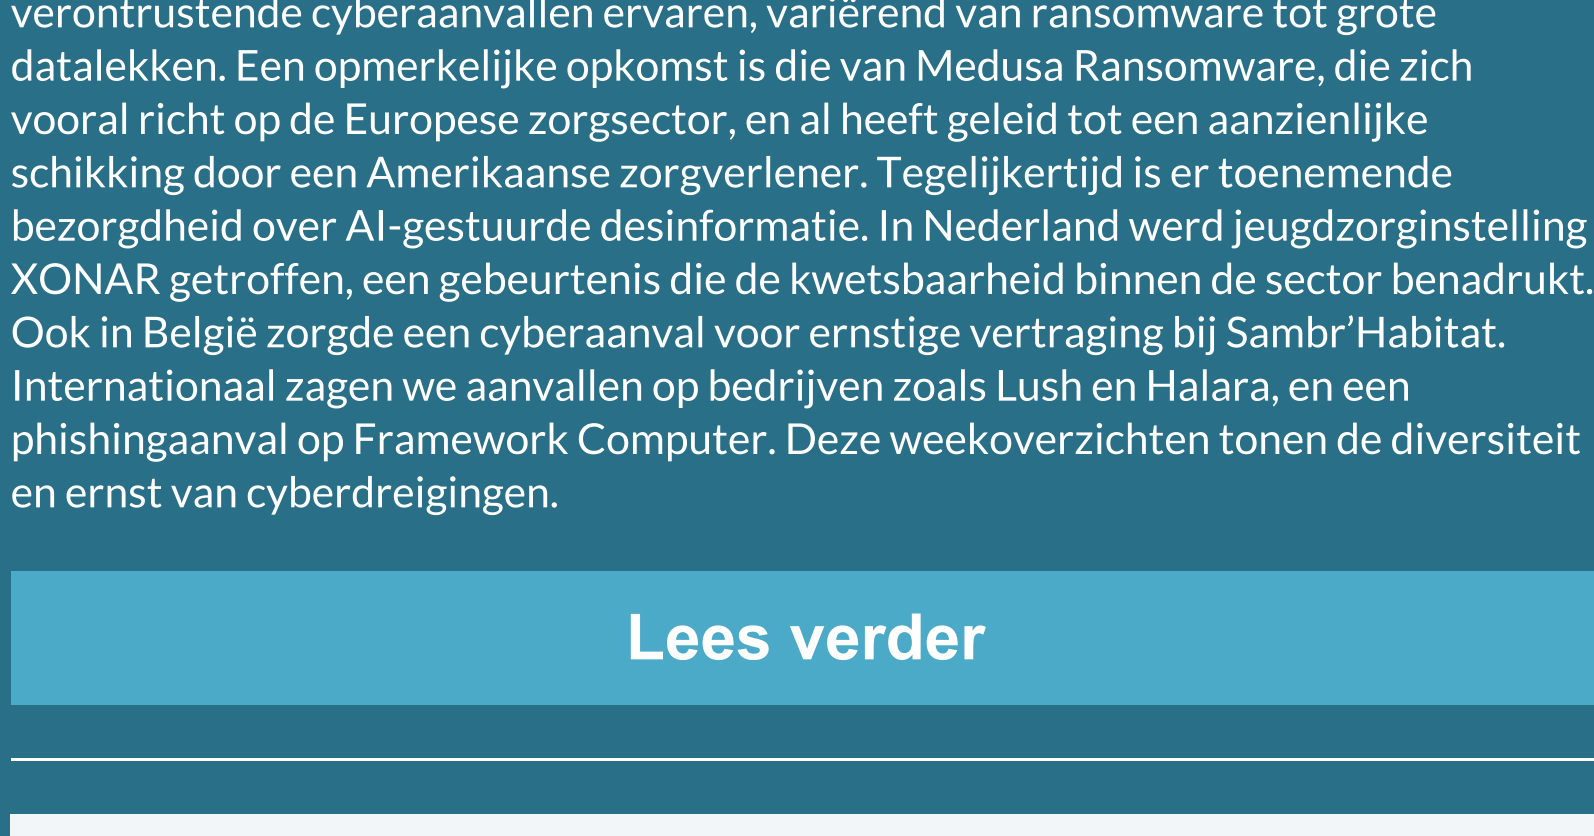 verontrustende cyberaanvallen ervaren, variërend van ransomware tot grote
datalekken. Een opmerkelijke opkomst is die van Medusa Ransomware, die zich
vooral richt op de Europese zorgsector, en al heeft geleid tot een aanzienlijke
schikking door een Amerikaanse zorgverlener. Tegelijkertijd is er toenemende
bezorgdheid over AI-gestuurde desinformatie. In Nederland werd jeugdzorginstelling
XONAR getroffen, een gebeurtenis die de kwetsbaarheid binnen de sector benadrukt.
Ook in België zorgde een cyberaanval voor ernstige vertraging bij Sambr’Habitat.
Internationaal zagen we aanvallen op bedrijven zoals Lush en Halara, en een
phishingaanval op Framework Computer. Deze weekoverzichten tonen de diversiteit
en ernst van cyberdreigingen.
Lees verder